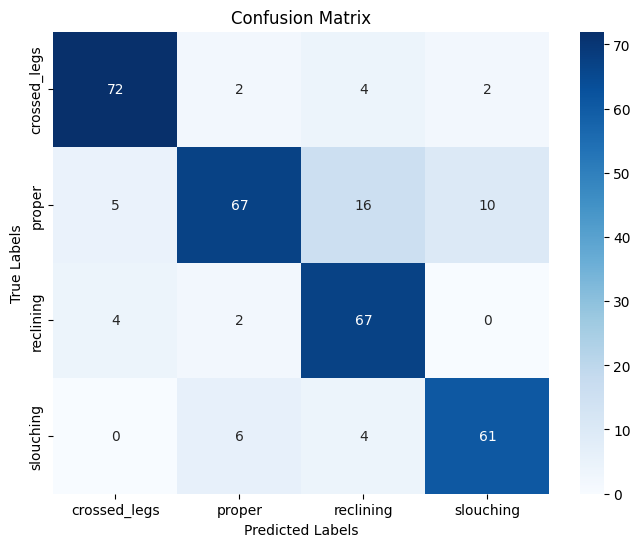 Confusion Matrix
True Labels
crossed_legs
72 2 4 2
proper
5 67 16 10
reclining
4 2 67 0
slouching
0 6 4 61
crossed_legs proper reclining slouching
Predicted Labels
70
60
50
40
30
20
10
0